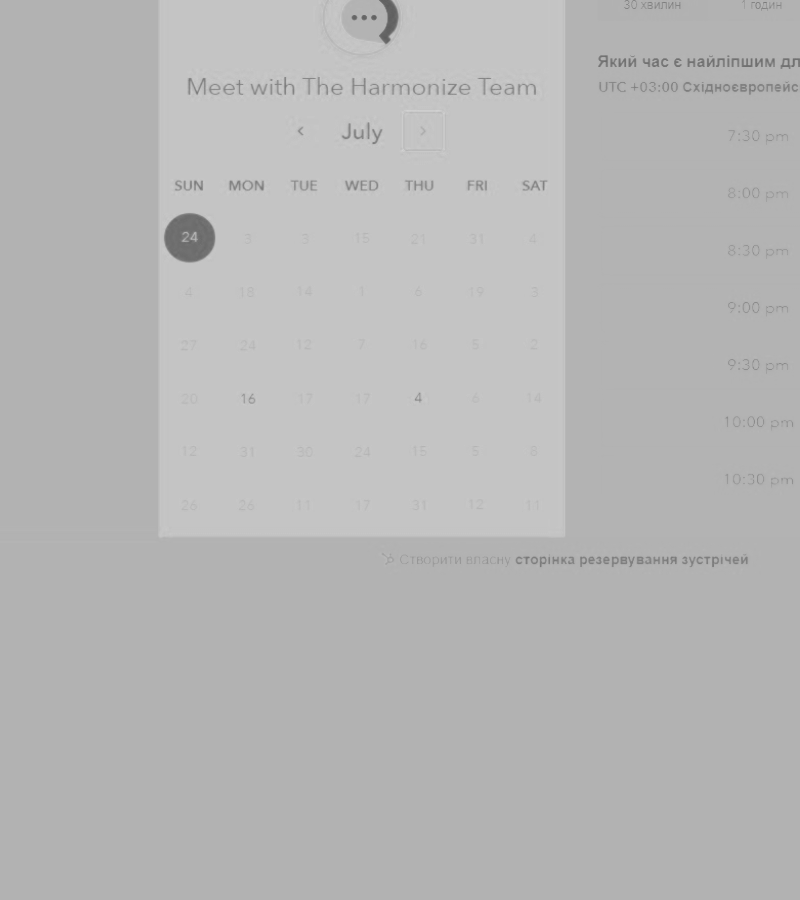 Meet with The Harmonize Team
July
SUN MON TUE WED THU FRI SAT
24 3 3 15 21 31 4
4 18 14 1 6 19 3
27 24 12 7 16 5 2
20 16 17 17 4 6 14
12 31 30 24 15 5 8
26 26 11 17 31 12 11
30 хвилин 1 годин
Який час є найліпшим дл
UTC +03:00 Східноєвропейс
7:30 pm
8:00 pm
8:30 pm
9:00 pm
9:30 pm
10:00 pm
10:30 pm
Створити власну сторінка резервування зустрічей